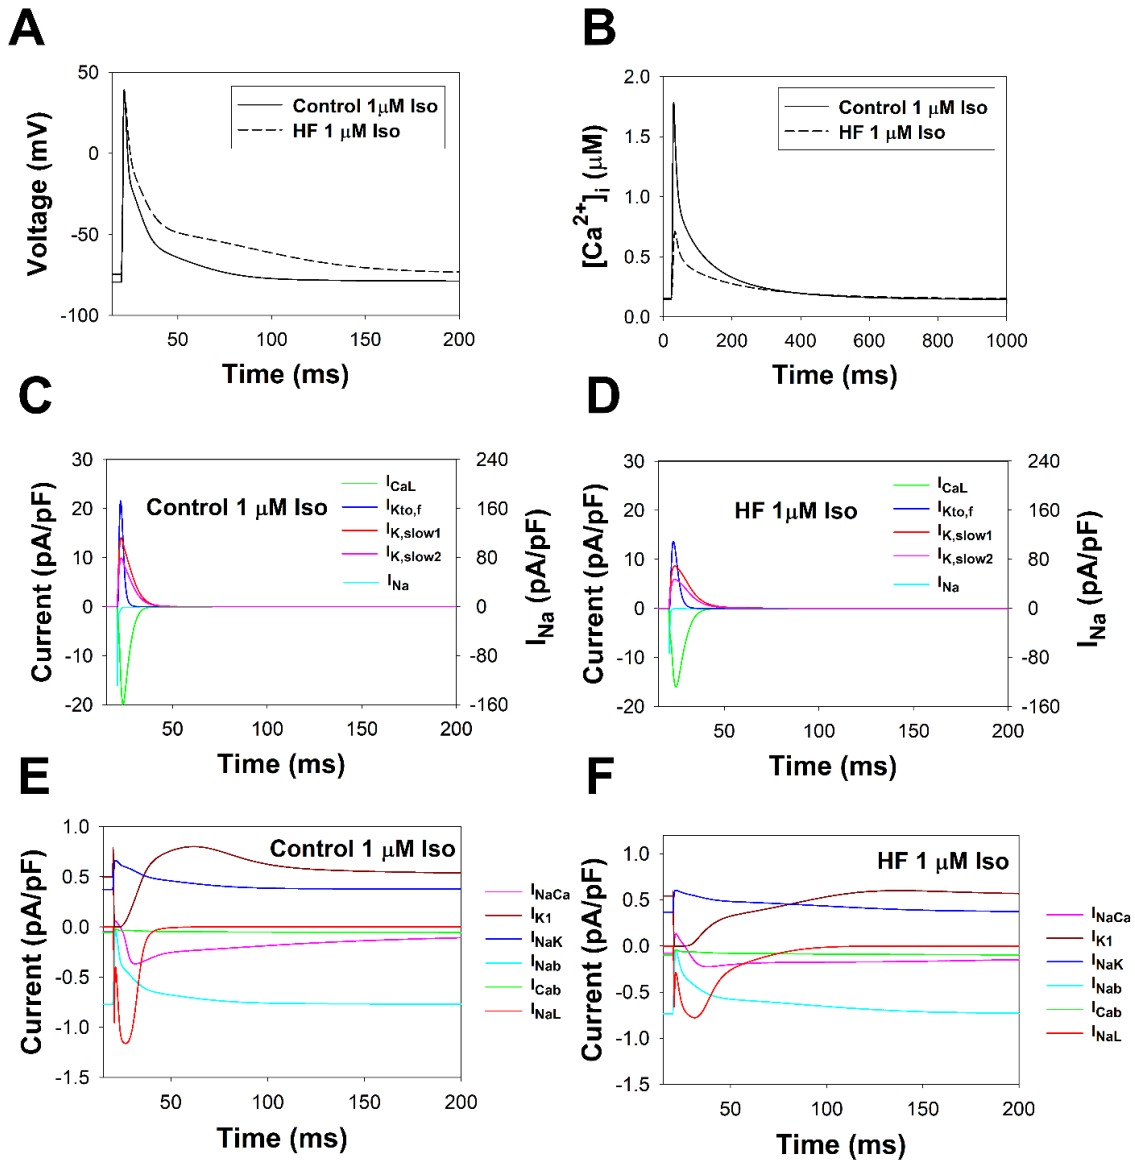 A
B
50
0
-50
-100
Voltage (mV)
Control 1μM Iso
HF 1 μM Iso
50
100
150
200
Time (ms)
2.0
1.5
1.0
0.5
0.0
[Ca2+]i (μM)
Control 1 μM Iso
HF 1 μM Iso
0
200
400
600
800
1000
Time (ms)
C
D
30
20
10
0
-10
-20
Current (pA/pF)
Control 1 μM Iso
ICaL
IKto,f
IK,slow1
IK,slow2
INa
240
160
80
0
-80
-160
INa (pA/pF)
50
100
150
200
Time (ms)
30
20
10
0
-10
-20
Current (pA/pF)
HF 1μM Iso
ICaL
IKto,f
IK,slow1
IK,slow2
INa
240
160
80
0
-80
-160
INa (pA/pF)
50
100
150
200
Time (ms)
E
F
1.0
0.5
0.0
-0.5
-1.0
-1.5
Current (pA/pF)
Control 1 μM Iso
INaCa
IK1
INaK
INab
ICab
INaL
50
100
150
200
Time (ms)
1.0
0.5
0.0
-0.5
-1.0
-1.5
Current (pA/pF)
HF 1 μM Iso
INaCa
IK1
INaK
INab
ICab
INaL
50
100
150
200
Time (ms)